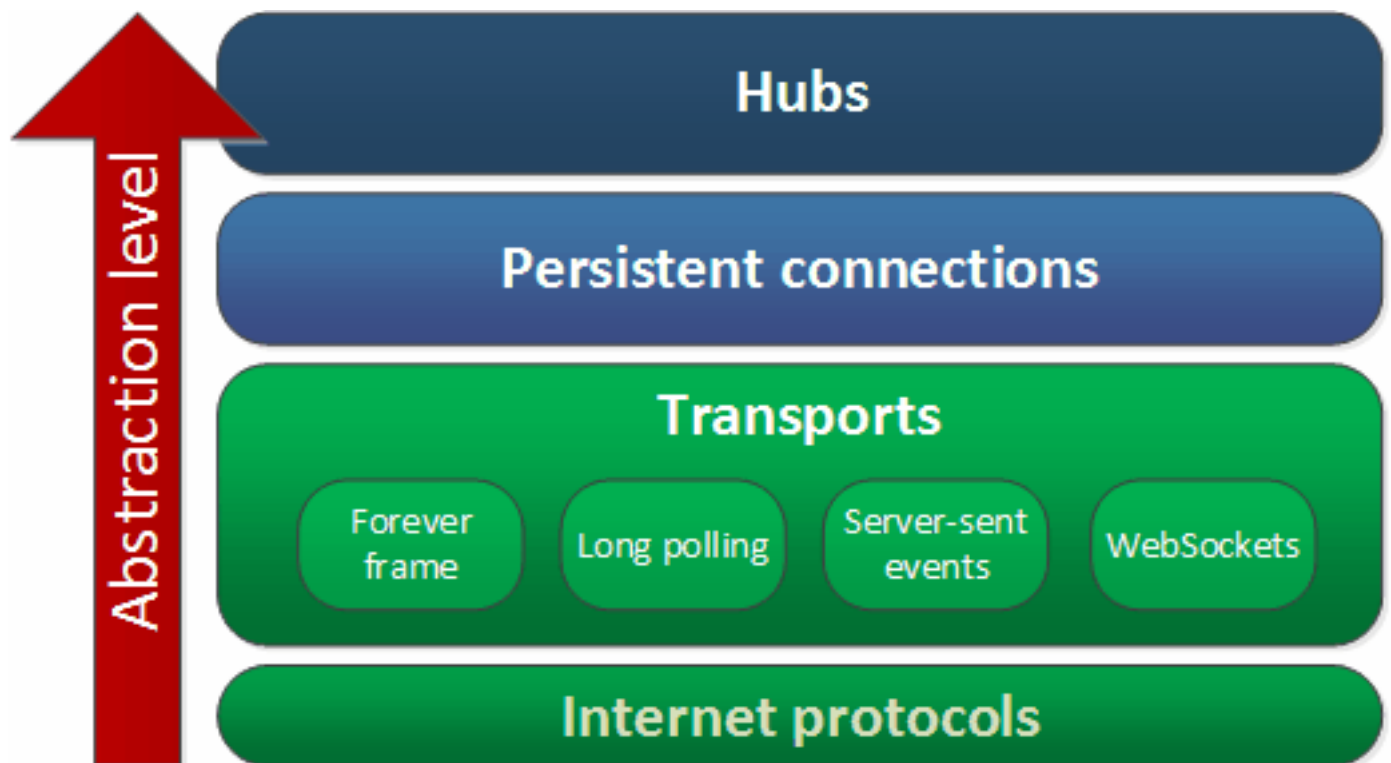 Abstraction level
Hubs
Persistent connections
Transports
Forever
frame
Long polling
Server-sent
events
WebSockets
Internet protocols